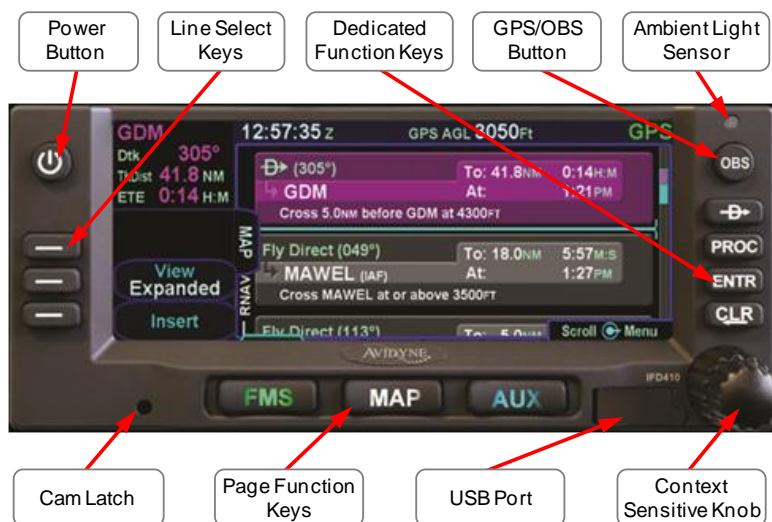 Power Button
Line Select Keys
Dedicated Function Keys
GPS/OBS Button
Ambient Light Sensor
GDM
12:57:35 Z
GPS AGL 3050FT
GPS
Dtk 305°
41.8 NM
ETE 0:14 H:M
(305°)
To: 41.8NM 0:14H:M
GDM
At: 1:21PM
Cross 5.0NM before GDM at 4300FT
MAP
Fly Direct (049°)
To: 18.0NM 5:57M:S
MAWEL (IAF)
At: 1:27PM
Cross MAWEL at or above 3500FT
View
Expanded
RNAV
Insert
Fly Direct (113°)
To: 5.0NM
Scroll Menu
OBS
D
PROC
ENTR
CLR
AVIDYNE
IFD410
FMS
MAP
AUX
Cam Latch
Page Function Keys
USB Port
Context Sensitive Knob